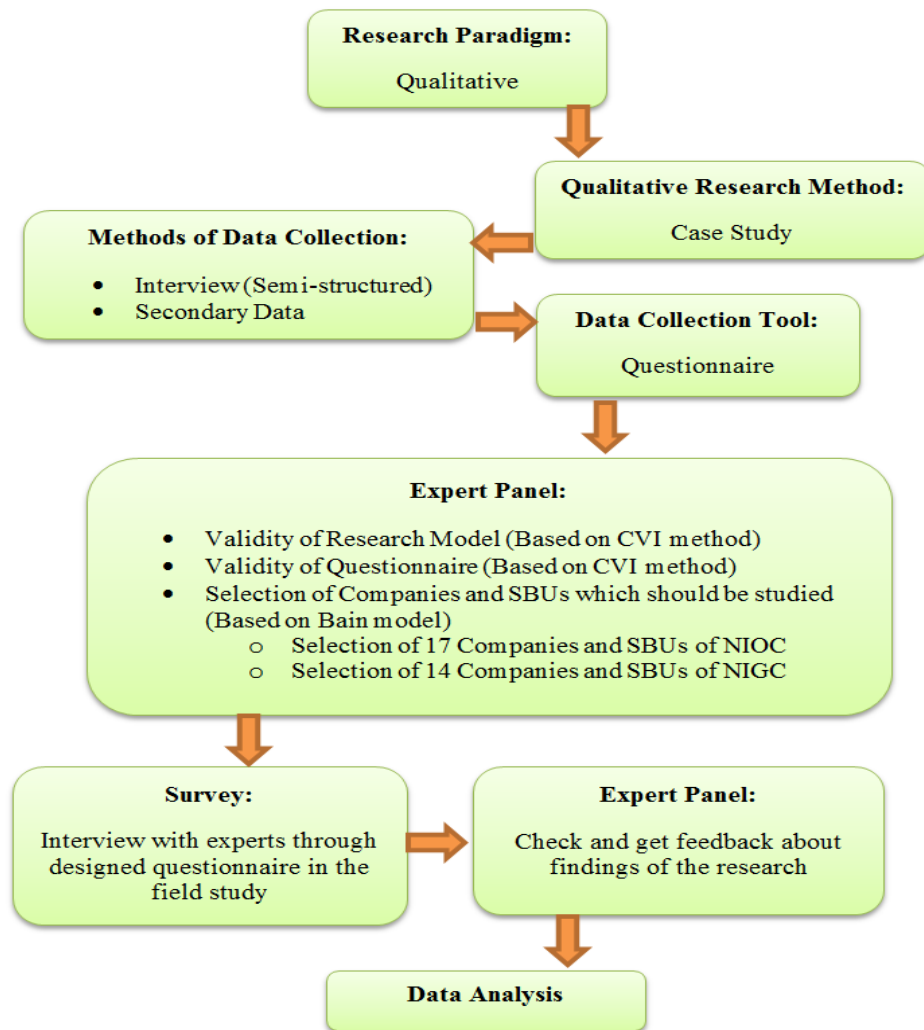 Research Paradigm:
Qualitative
Qualitative Research Method:
Case Study
Methods of Data Collection:
• Interview (Semi-structured)
• Secondary Data
Data Collection Tool:
Questionnaire
Expert Panel:
• Validity of Research Model (Based on CVI method)
• Validity of Questionnaire (Based on CVI method)
• Selection of Companies and SBUs which should be studied
(Based on Bain model)
o Selection of 17 Companies and SBUs of NIOC
o Selection of 14 Companies and SBUs of NIGC
Survey:
Interview with experts through
designed questionnaire in the
field study
Expert Panel:
Check and get feedback about
findings of the research
Data Analysis